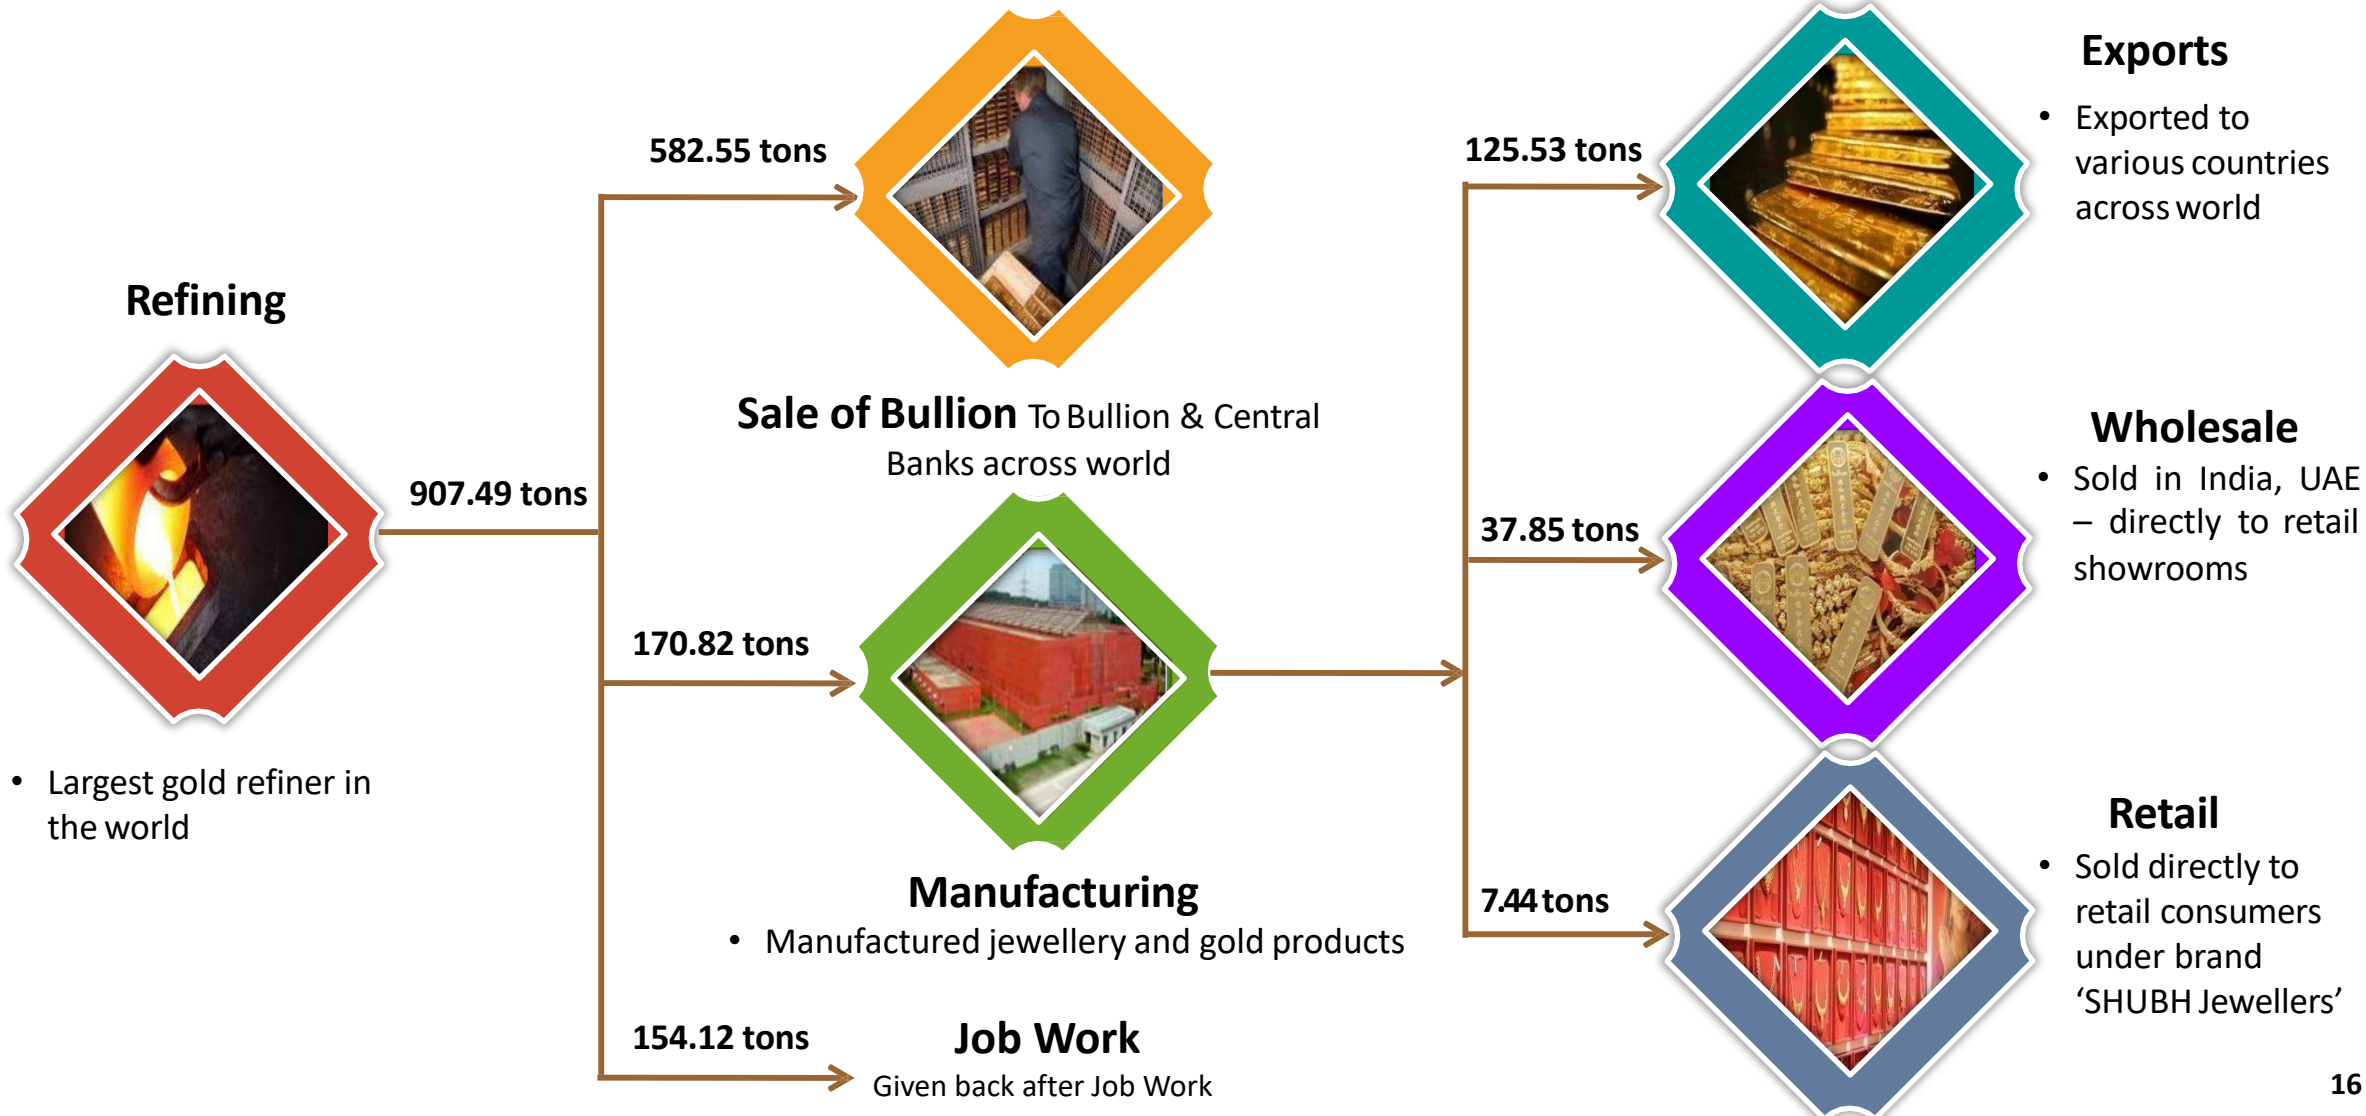 Refining
• Largest gold refiner in
the world
907.49 tons
582.55 tons
Sale of Bullion To Bullion & Central
Banks across world
170.82 tons
Manufacturing
• Manufactured jewellery and gold products
154.12 tons
Job Work
Given back after Job Work
125.53 tons
Exports
• Exported to
various countries
across world
37.85 tons
Wholesale
• Sold in India, UAE
– directly to retail
showrooms
7.44 tons
Retail
• Sold directly to
retail consumers
under brand
‘SHUBH Jewellers’
16